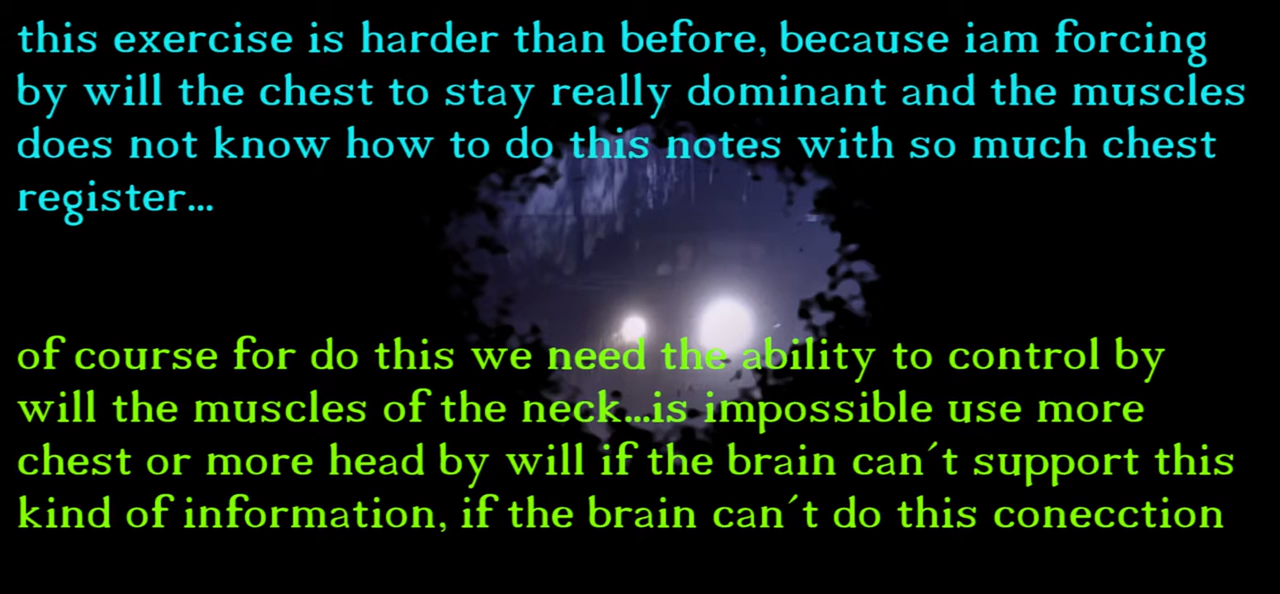 this exercise is harder than before, because iam forcing
by will the chest to stay really dominant and the muscles
does not know how to do this notes with so much chest
register...
of course for do this we need the ability to control by
will the muscles of the neck...is impossible use more
chest or more head by will if the brain can´t support this
kind of information, if the brain can´t do this conecction